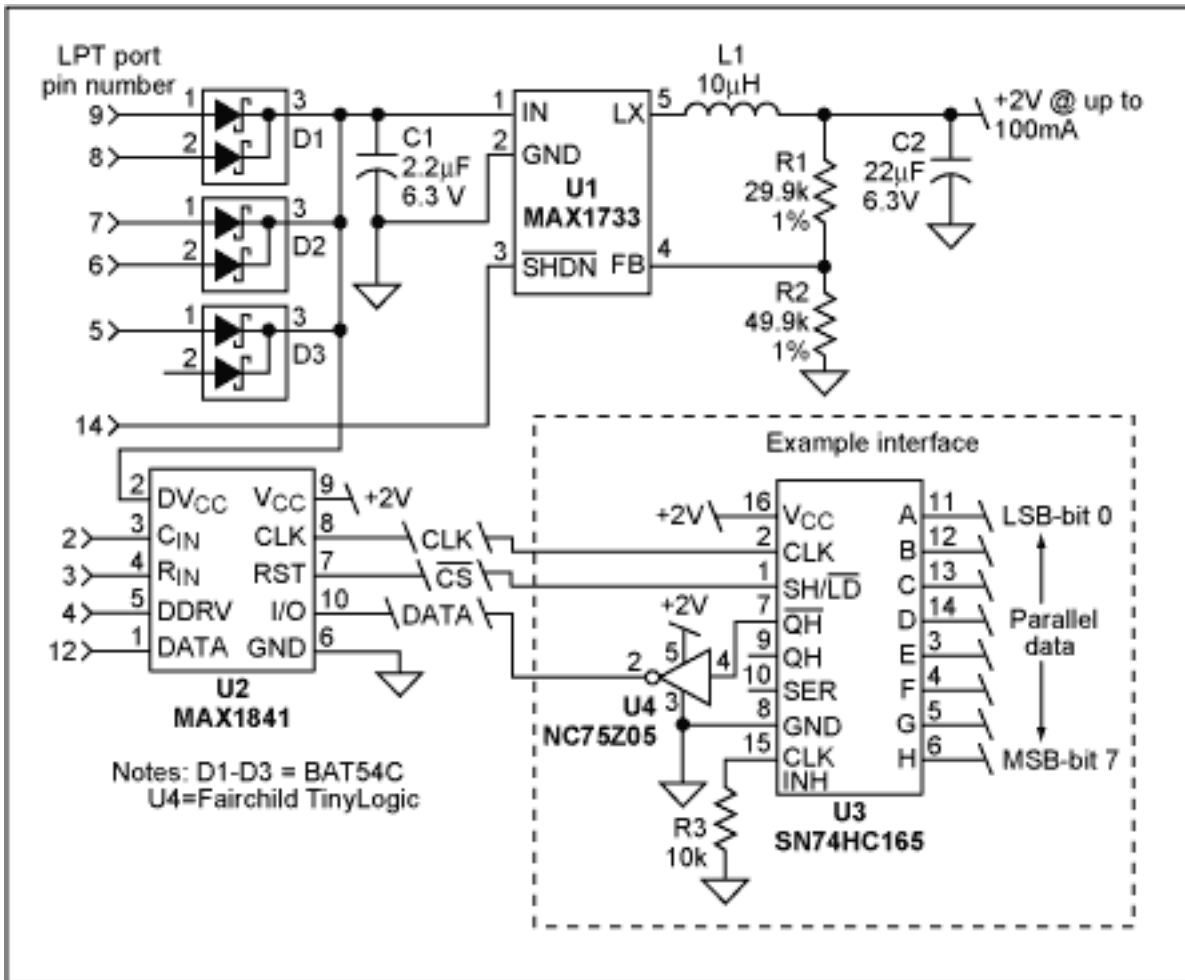 LPT port
pin number
9
8
7
6
5
14
1
2
3
D1
1
2
3
D2
1
2
3
D3
C1
2.2µF
6.3 V
1
IN
2
GND
3
SHDN
LX
5
FB
4
U1
MAX1733
L1
10µH
R1
29.9k
1%
R2
49.9k
1%
C2
22µF
6.3V
+2V @ up to
100mA
2
DVCC
VCC
9
+2V
2
3
CIN
CLK
8
CLK
3
4
RIN
RST
7
CS
4
5
DDRV
I/O
10
DATA
12
1
DATA
GND
6
U2
MAX1841
Notes: D1-D3 = BAT54C
U4=Fairchild TinyLogic
Example interface
+2V
16
VCC
2
CLK
1
SH/LD
7
QH
9
QH
10
SER
8
GND
15
CLK
INH
A
11
LSB-bit 0
B
12
C
13
D
14
Parallel
data
E
3
F
4
G
5
H
6
MSB-bit 7
U3
SN74HC165
+2V
5
2
4
3
U4
NC75Z05
R3
10k